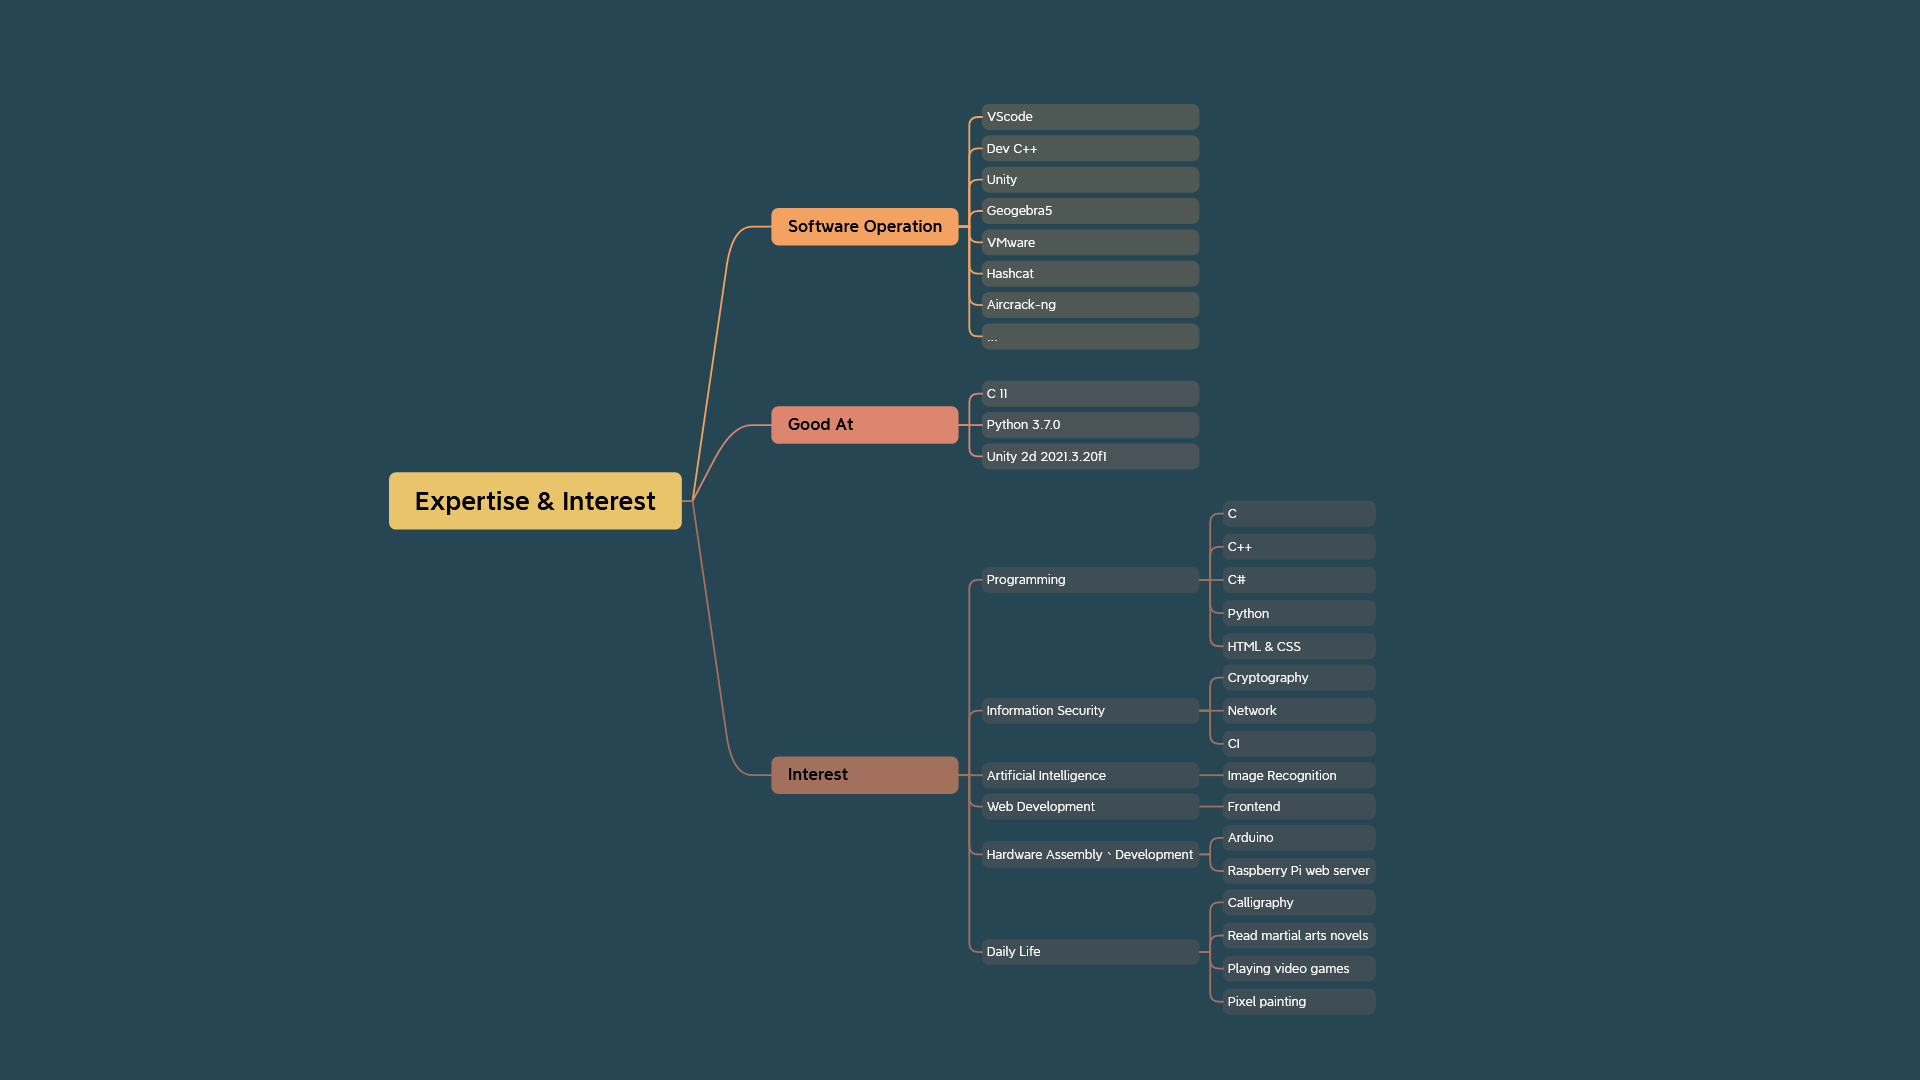 Expertise & Interest
Software Operation
VScode
Dev C++
Unity
Geogebra5
VMware
Hashcat
Aircrack-ng
...
Good At
C 11
Python 3.7.0
Unity 2d 2021.3.20f1
Interest
Programming
C
C++
C#
Python
HTML & CSS
Information Security
Cryptography
Network
CI
Artificial Intelligence
Image Recognition
Web Development
Frontend
Hardware Assembly、Development
Arduino
Raspberry Pi web server
Daily Life
Calligraphy
Read martial arts novels
Playing video games
Pixel painting